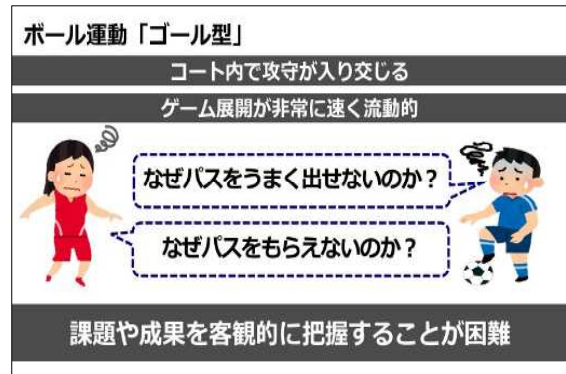 ボール運動「ゴール型」
コート内で攻守が入り交じる
ゲーム展開が非常に速く流動的
なぜパスをうまく出せないのか？
なぜパスをもらえないのか？
課題や成果を客観的に把握することが困難